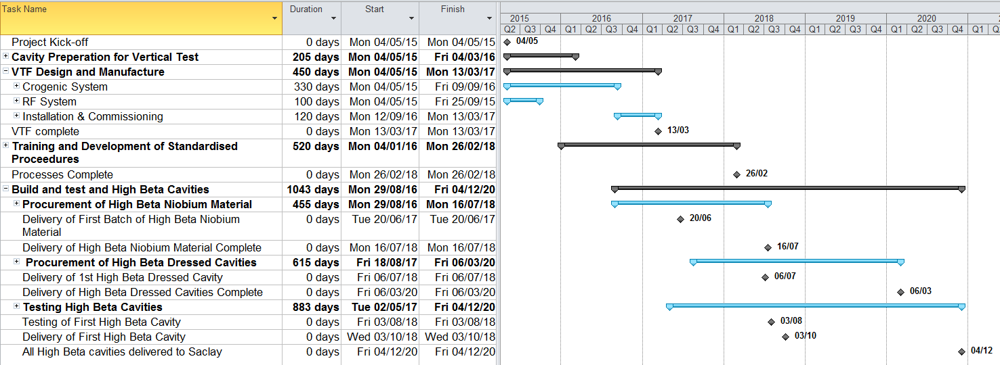 Task Name Duration Start Finish
2015 2016 2017 2018 2019 2020 2
Q2 Q3 Q4 Q1 Q2 Q3 Q4 Q1 Q2 Q3 Q4 Q1 Q2 Q3 Q4 Q1 Q2 Q3 Q4 Q1 Q2 Q3 Q4 Q1 Q2
Project Kick-off 0 days Mon 04/05/15 Mon 04/05/15 04/05
Cavity Preperation for Vertical Test 205 days Mon 04/05/15 Fri 04/03/16
VTF Design and Manufacture 450 days Mon 04/05/15 Mon 13/03/17
Crogenic System 330 days Mon 04/05/15 Fri 09/09/16
RF System 100 days Mon 04/05/15 Fri 25/09/15
Installation & Commissioning 120 days Mon 12/09/16 Mon 13/03/17
VTF complete 0 days Mon 13/03/17 Mon 13/03/17 13/03
Training and Development of Standardised 520 days Mon 04/01/16 Mon 26/02/18
Proceedures
Processes Complete 0 days Mon 26/02/18 Mon 26/02/18 26/02
Build and test and High Beta Cavities 1043 days Mon 29/08/16 Fri 04/12/20
Procurement of High Beta Niobium Material 455 days Mon 29/08/16 Mon 16/07/18
Delivery of First Batch of High Beta Niobium 0 days Tue 20/06/17 Tue 20/06/17 20/06
Material
Delivery of High Beta Niobium Material Complete 0 days Mon 16/07/18 Mon 16/07/18 16/07
Procurement of High Beta Dressed Cavities 615 days Fri 18/08/17 Fri 06/03/20
Delivery of 1st High Beta Dressed Cavity 0 days Fri 06/07/18 Fri 06/07/18 06/07
Delivery of High Beta Dressed Cavities Complete 0 days Fri 06/03/20 Fri 06/03/20 06/03
Testing High Beta Cavities 883 days Tue 02/05/17 Fri 04/12/20
Testing of First High Beta Cavity 0 days Fri 03/08/18 Fri 03/08/18 03/08
Delivery of First High Beta Cavity 0 days Wed 03/10/18 Wed 03/10/18 03/10
All High Beta cavities delivered to Saclay 0 days Fri 04/12/20 Fri 04/12/20 04/12